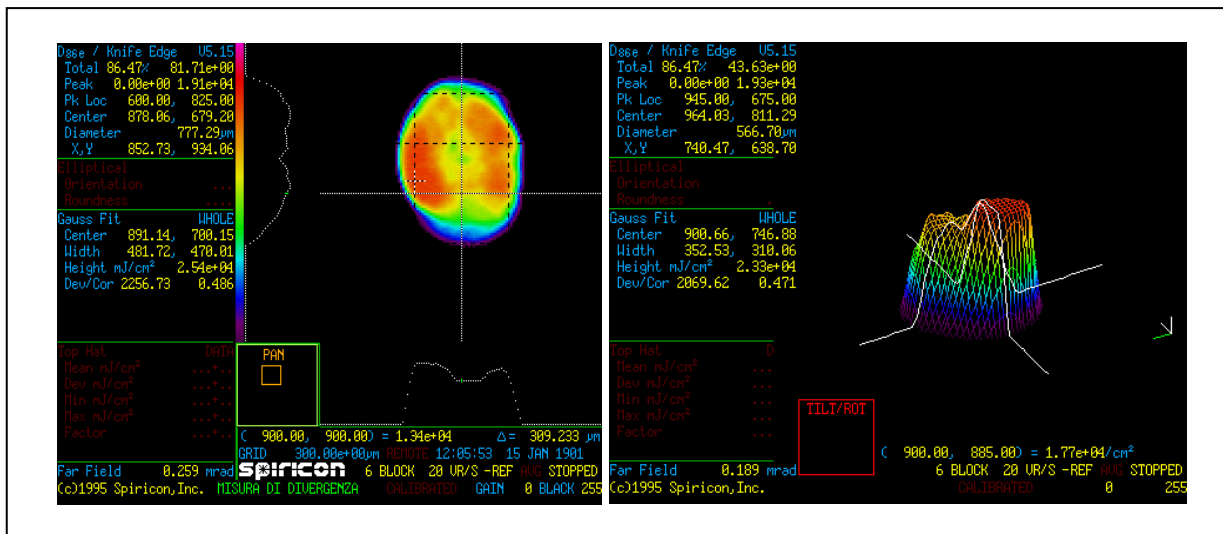 D86e / Knife Edge V5.15
Total 86.47% 81.71e+00
Peak 0.00e+00 1.91e+04
Pk Loc 600.00, 825.00
Center 878.06, 679.20
Diameter 777.29µm
X,Y 852.73, 934.06
Elliptical
Orientation ...
Roundness ....
Gauss Fit WHOLE
Center 891.14, 700.15
Width 481.72, 470.01
Height mJ/cm² 2.54e+04
Dev/Cor 2256.73 0.486
Top Hat DATA
Mean mJ/cm² ...+..
Dev mJ/cm² ...+..
Min mJ/cm² ...+..
Max mJ/cm² ...+..
Factor ...+..
Far Field 0.259 mrad
(c)1995 Spiricon,Inc. MISURA DI DIVERGENZA CALIBRATED GAIN 0 BLACK 255
PAN
( 900.00, 900.00) = 1.34e+04 Δ= 309.233 µm
GRID 300.00e+00µm REMOTE 12:05:53 15 JAN 1901
spiricon 6 BLOCK 20 VR/S -REF AVG STOPPED
D86e / Knife Edge V5.15
Total 86.47% 43.63e+00
Peak 0.00e+00 1.93e+04
Pk Loc 945.00, 675.00
Center 964.03, 811.29
Diameter 566.70µm
X,Y 740.47, 638.70
Elliptical
Orientation
Roundness .
Gauss Fit WHOLE
Center 900.66, 746.88
Width 352.53, 310.06
Height mJ/cm² 2.33e+04
Dev/Cor 2069.62 0.471
Top Hat D
Mean mJ/cm² ...
Dev mJ/cm² ...
Min mJ/cm² ...
Max mJ/cm² ...
Factor ...
TILT/ROT
( 900.00, 885.00) = 1.77e+04/cm²
Far Field 0.189 mrad 6 BLOCK 20 VR/S -REF AVG STOPPED
(c)1995 Spiricon,Inc. CALIBRATED 0 255